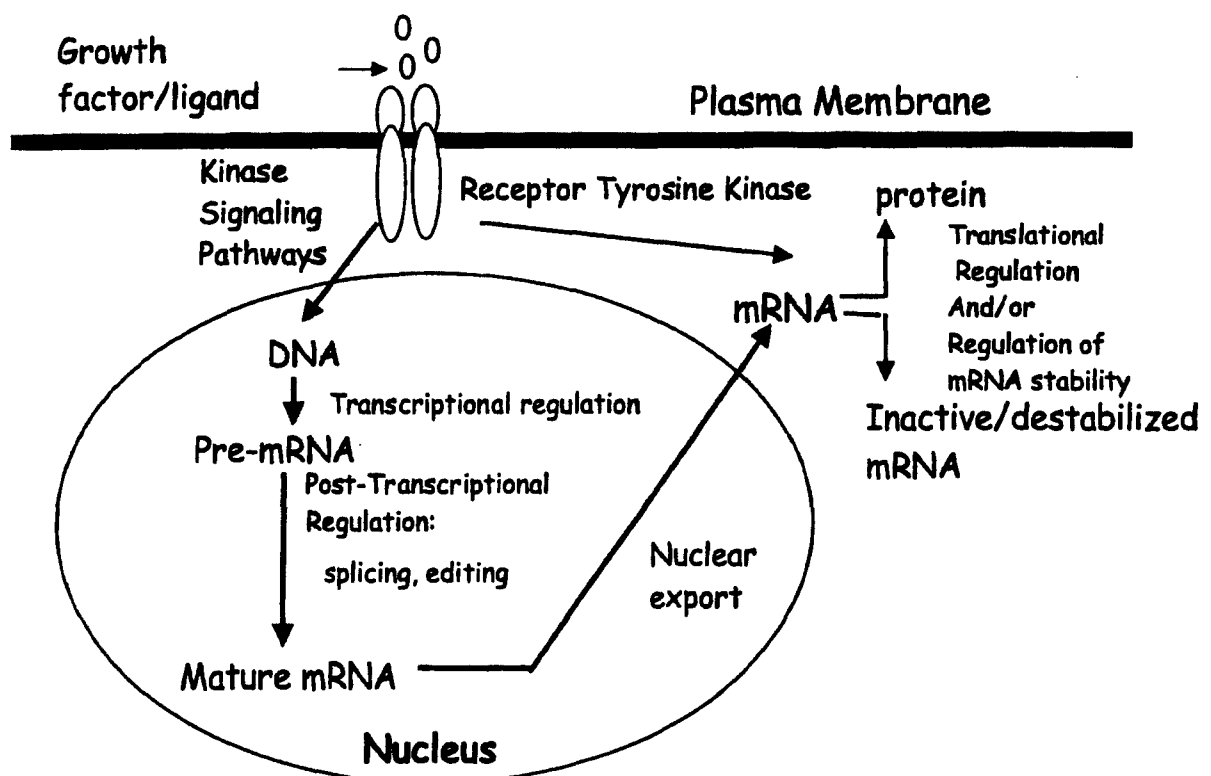 Growth
factor/ligand
Plasma Membrane
Kinase
Signaling
Pathways
Receptor Tyrosine Kinase
protein
Translational
Regulation
And/or
Regulation of
mRNA stability
mRNA
Inactive/destabilized
mRNA
DNA
Transcriptional regulation
Pre-mRNA
Post-Transcriptional
Regulation:
splicing, editing
Nuclear
export
Mature mRNA
Nucleus